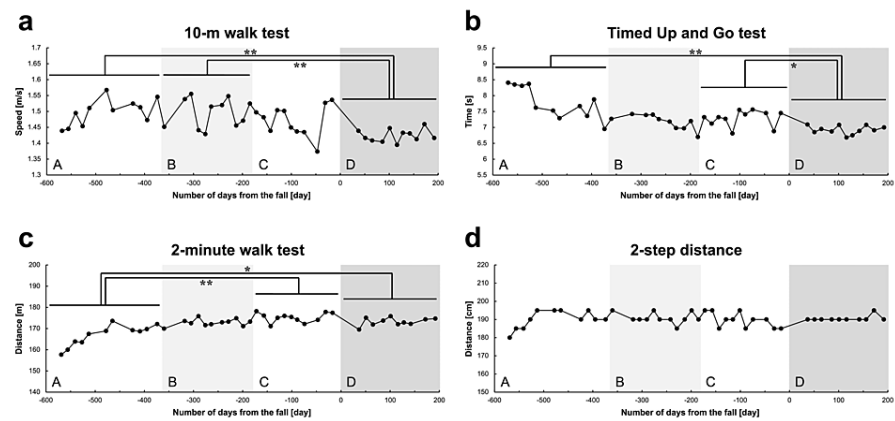 a
10-m walk test
1.7
1.6
1.55
1.5
1.45
1.4
1.35
1.3
Speed [m/s]
**
**
A
B
C
D
-600 -500 -400 -300 -200 -100 0 100 200
Number of days from the fall [day]
b
Timed Up and Go test
9.5
9
8.5
8
7.5
7
6.5
6
5.5
5
Time [s]
**
*
A
B
C
D
-600 -500 -400 -300 -200 -100 0 100 200
Number of days from the fall [day]
c
2-minute walk test
200
190
180
170
160
150
140
Distance [m]
*
**
A
B
C
D
-600 -500 -400 -300 -200 -100 0 100 200
Number of days from the fall [day]
d
2-step distance
220
210
200
190
180
170
160
150
Distance [cm]
A
B
C
D
-600 -500 -400 -300 -200 -100 0 100 200
Number of days from the fall [day]